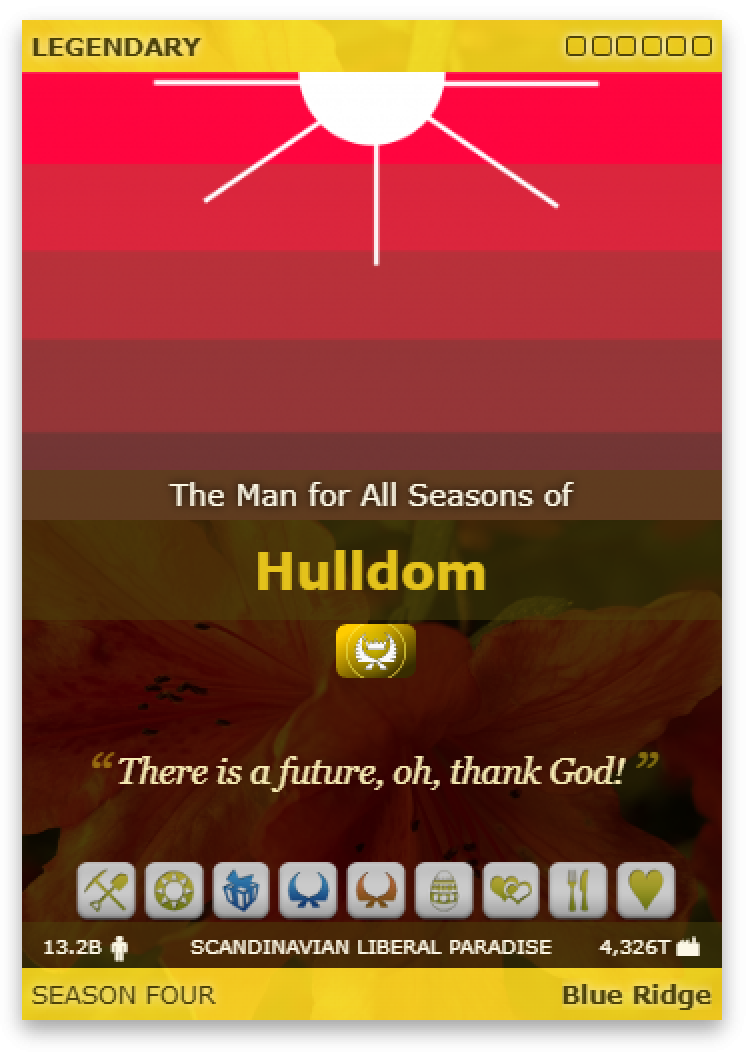 LEGENDARY
The Man for All Seasons of
Hulldom
“There is a future, oh, thank God!”
13.2B SCANDINAVIAN LIBERAL PARADISE 4,326T
SEASON FOUR Blue Ridge